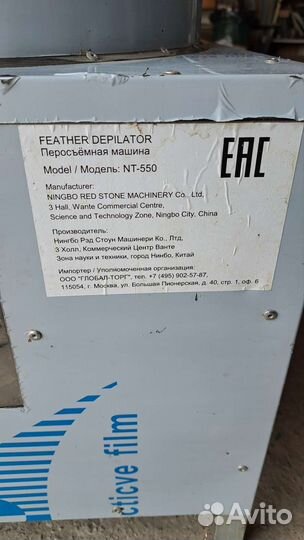 FEATHER DEPILATOR
Перосъёмная машина
Model / Модель: NT-550
EAC
Manufacturer:
NINGBO RED STONE MACHINERY Co., Ltd,
3 Hall, Wante Commercial Centre,
Science and Technology Zone, Ningbo City, China
Производитель:
Нингбо Рэд Стоун Машинери Ко., Лтд,
3 Холл, Коммерческий Центр Ванте
Зона науки и техники, город Нинбо, Китай
Импортер / Уполномоченная организация:
ООО "ГЛОБАЛ-ТОРГ", тел. +7 (495) 902-57-87,
115054, г. Москва, ул. Большая Пионерская, д. 40, стр. 1, оф. 6
cticve film
Avito